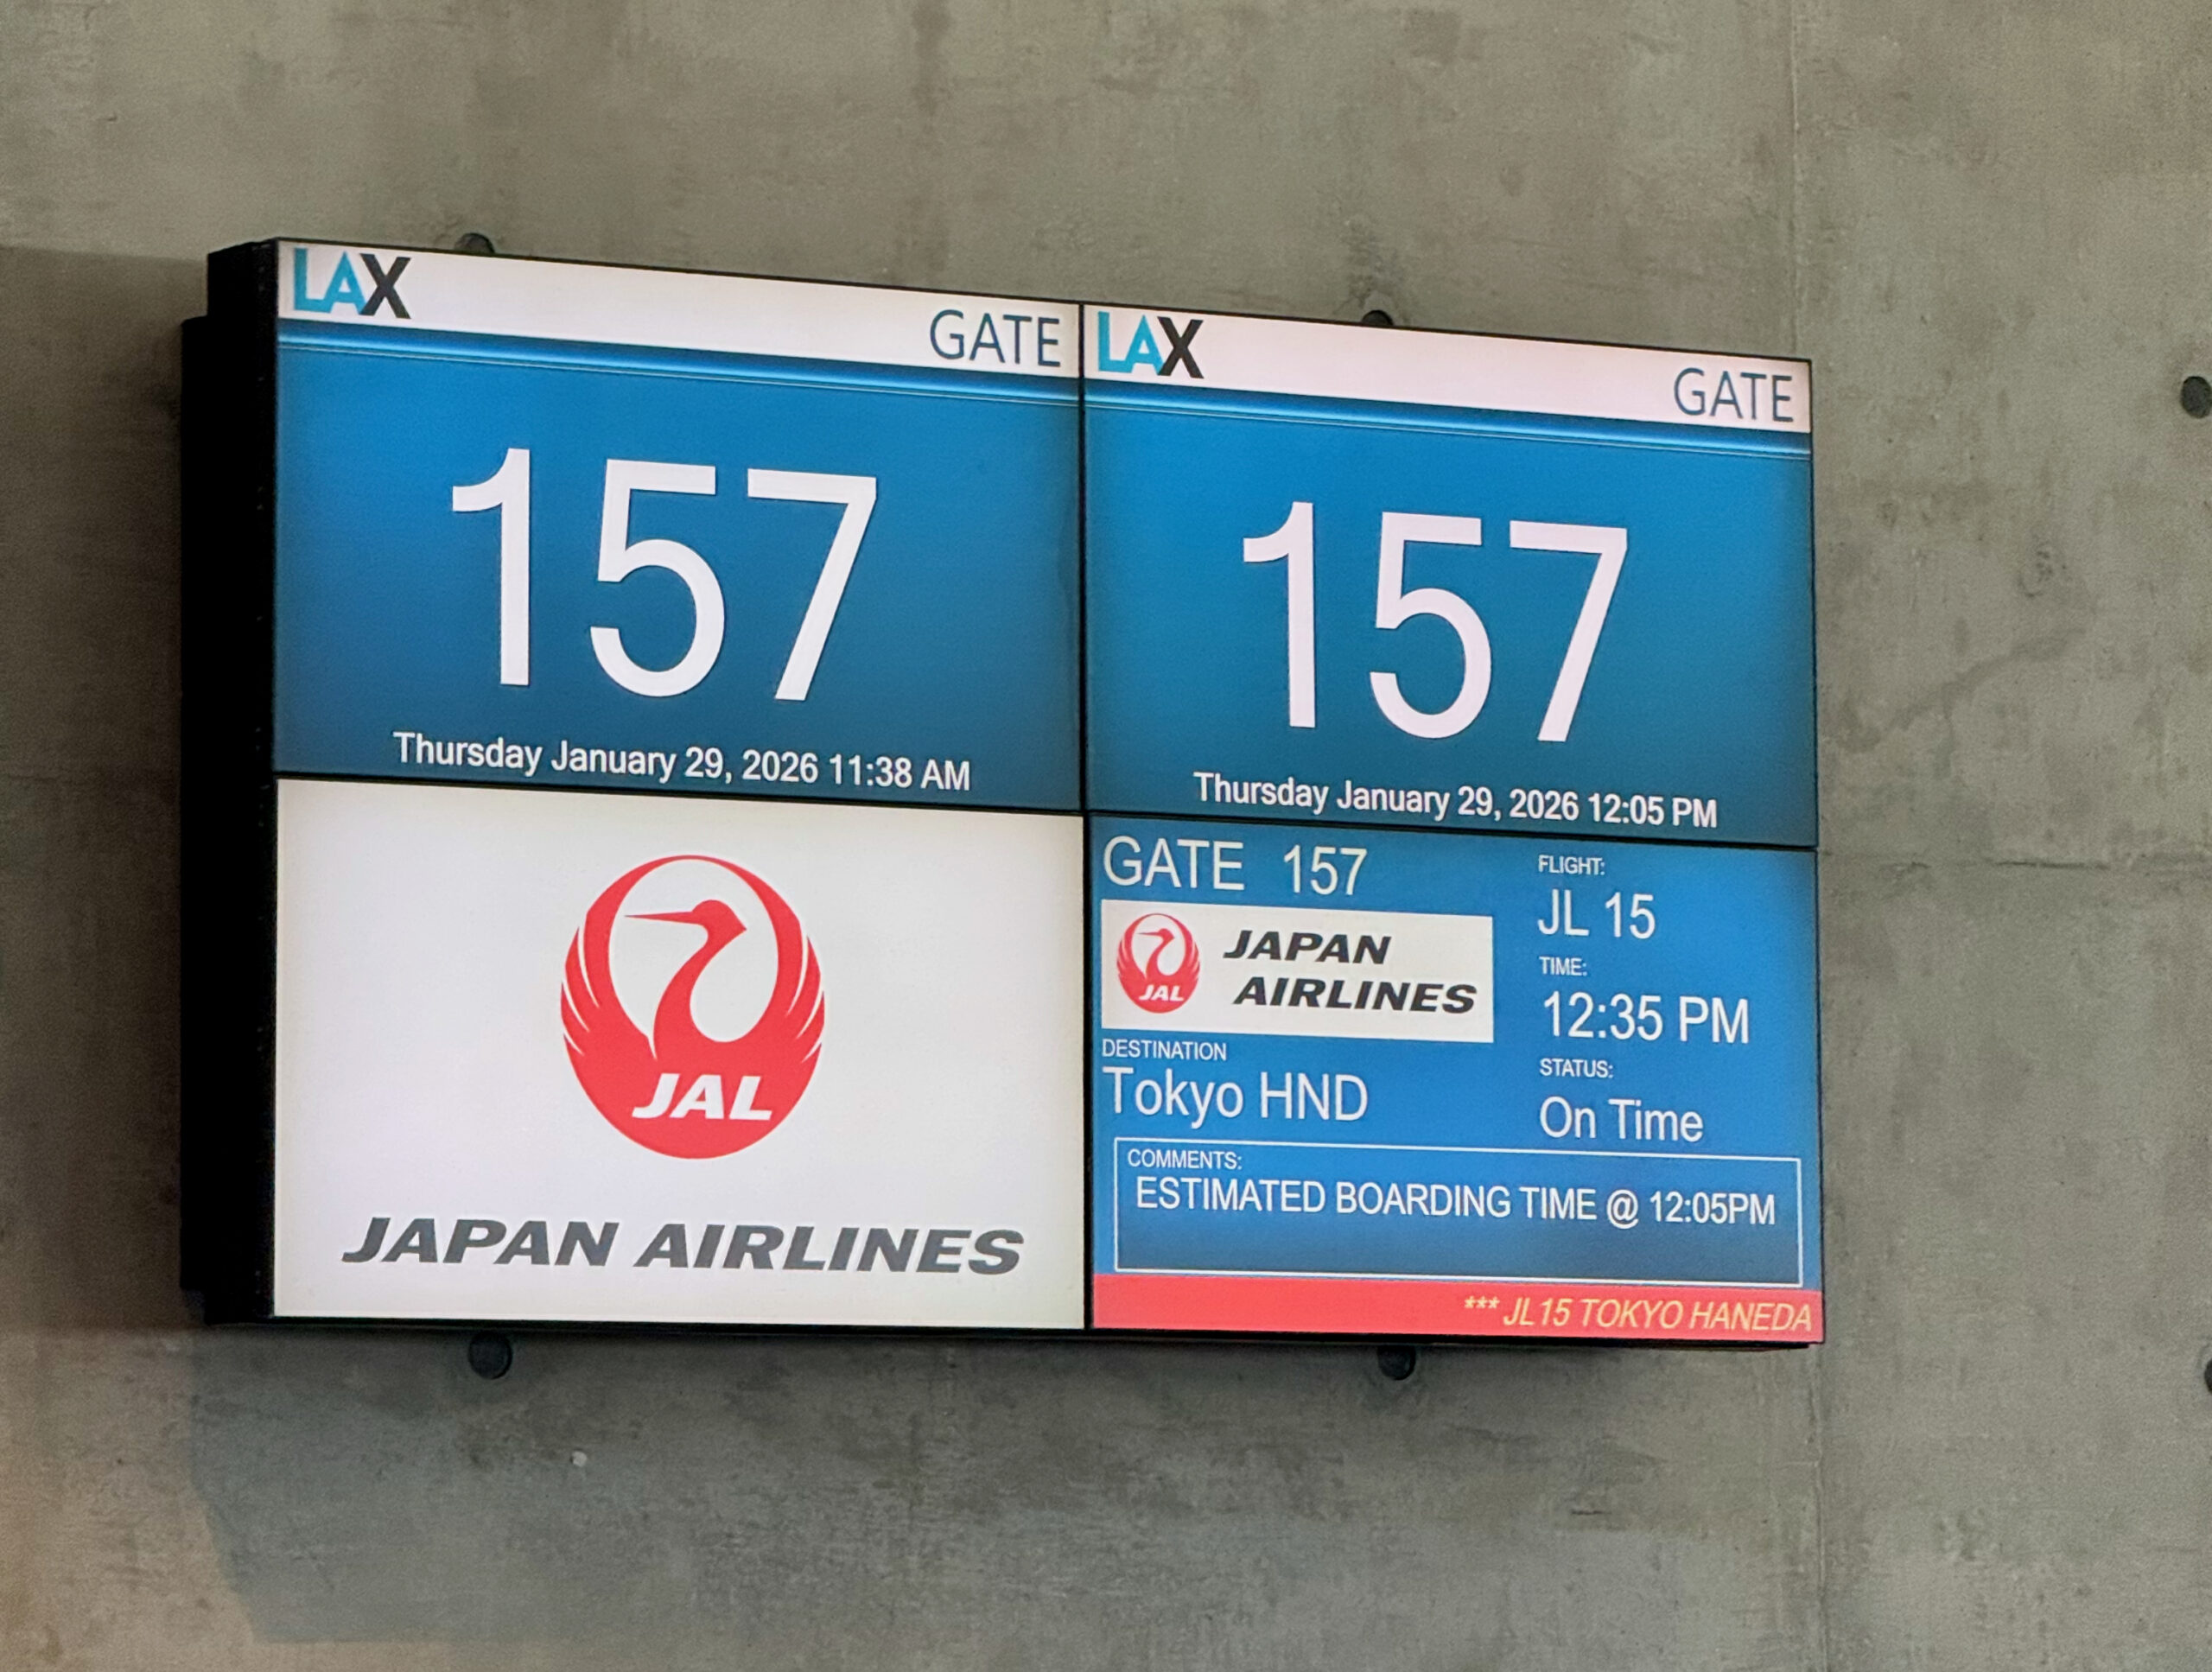 LAX
GATE
157
Thursday January 29, 2026 11:38 AM
JAL
JAPAN AIRLINES
LAX
GATE
157
Thursday January 29, 2026 12:05 PM
GATE 157
JAL
JAPAN
AIRLINES
DESTINATION
Tokyo HND
FLIGHT:
JL 15
TIME:
12:35 PM
STATUS:
On Time
COMMENTS:
ESTIMATED BOARDING TIME @ 12:05PM
*** JL15 TOKYO HANEDA